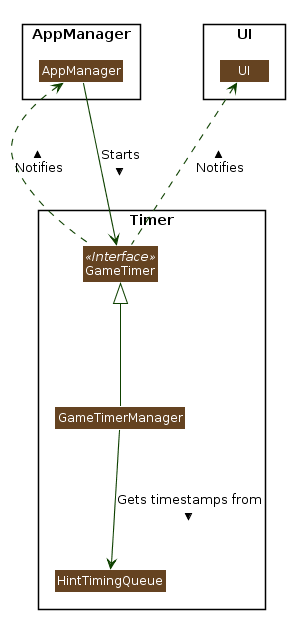 AppManager
UI
AppManager
UI
Notifies
Starts
Notifies
Timer
«Interface»
GameTimer
GameTimerManager
Gets timestamps from
HintTimingQueue